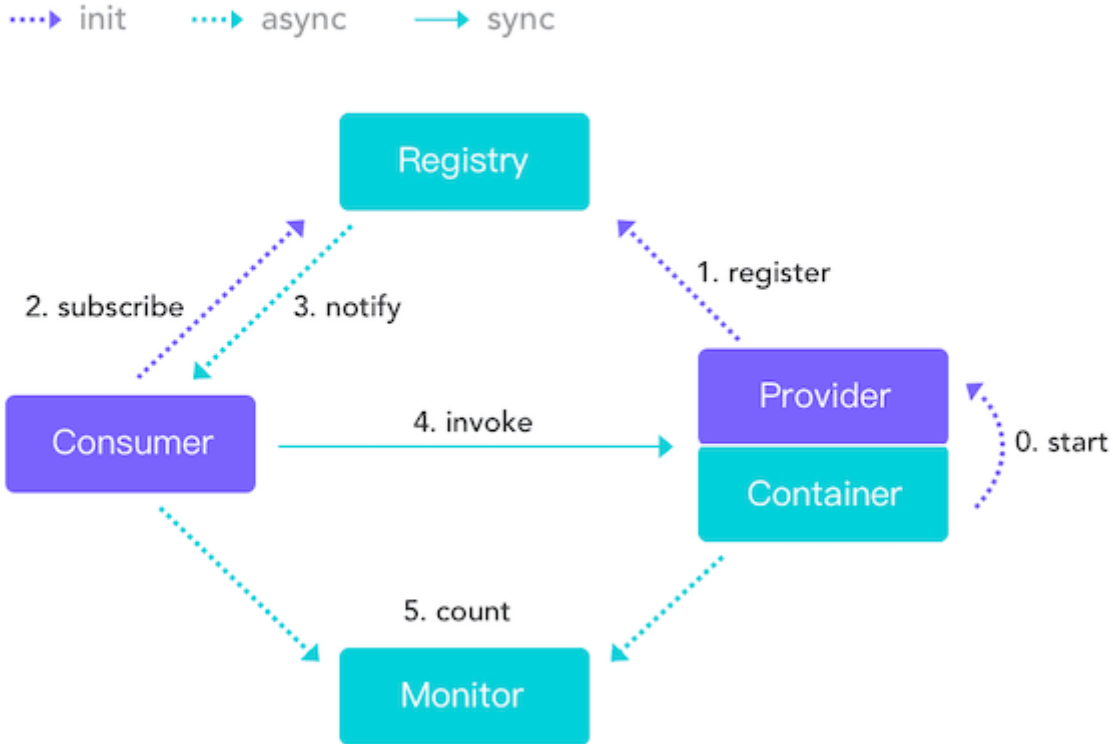 init async sync
Registry
1. register
2. subscribe 3. notify
Provider
4. invoke
Consumer
0. start
Container
5. count
Monitor